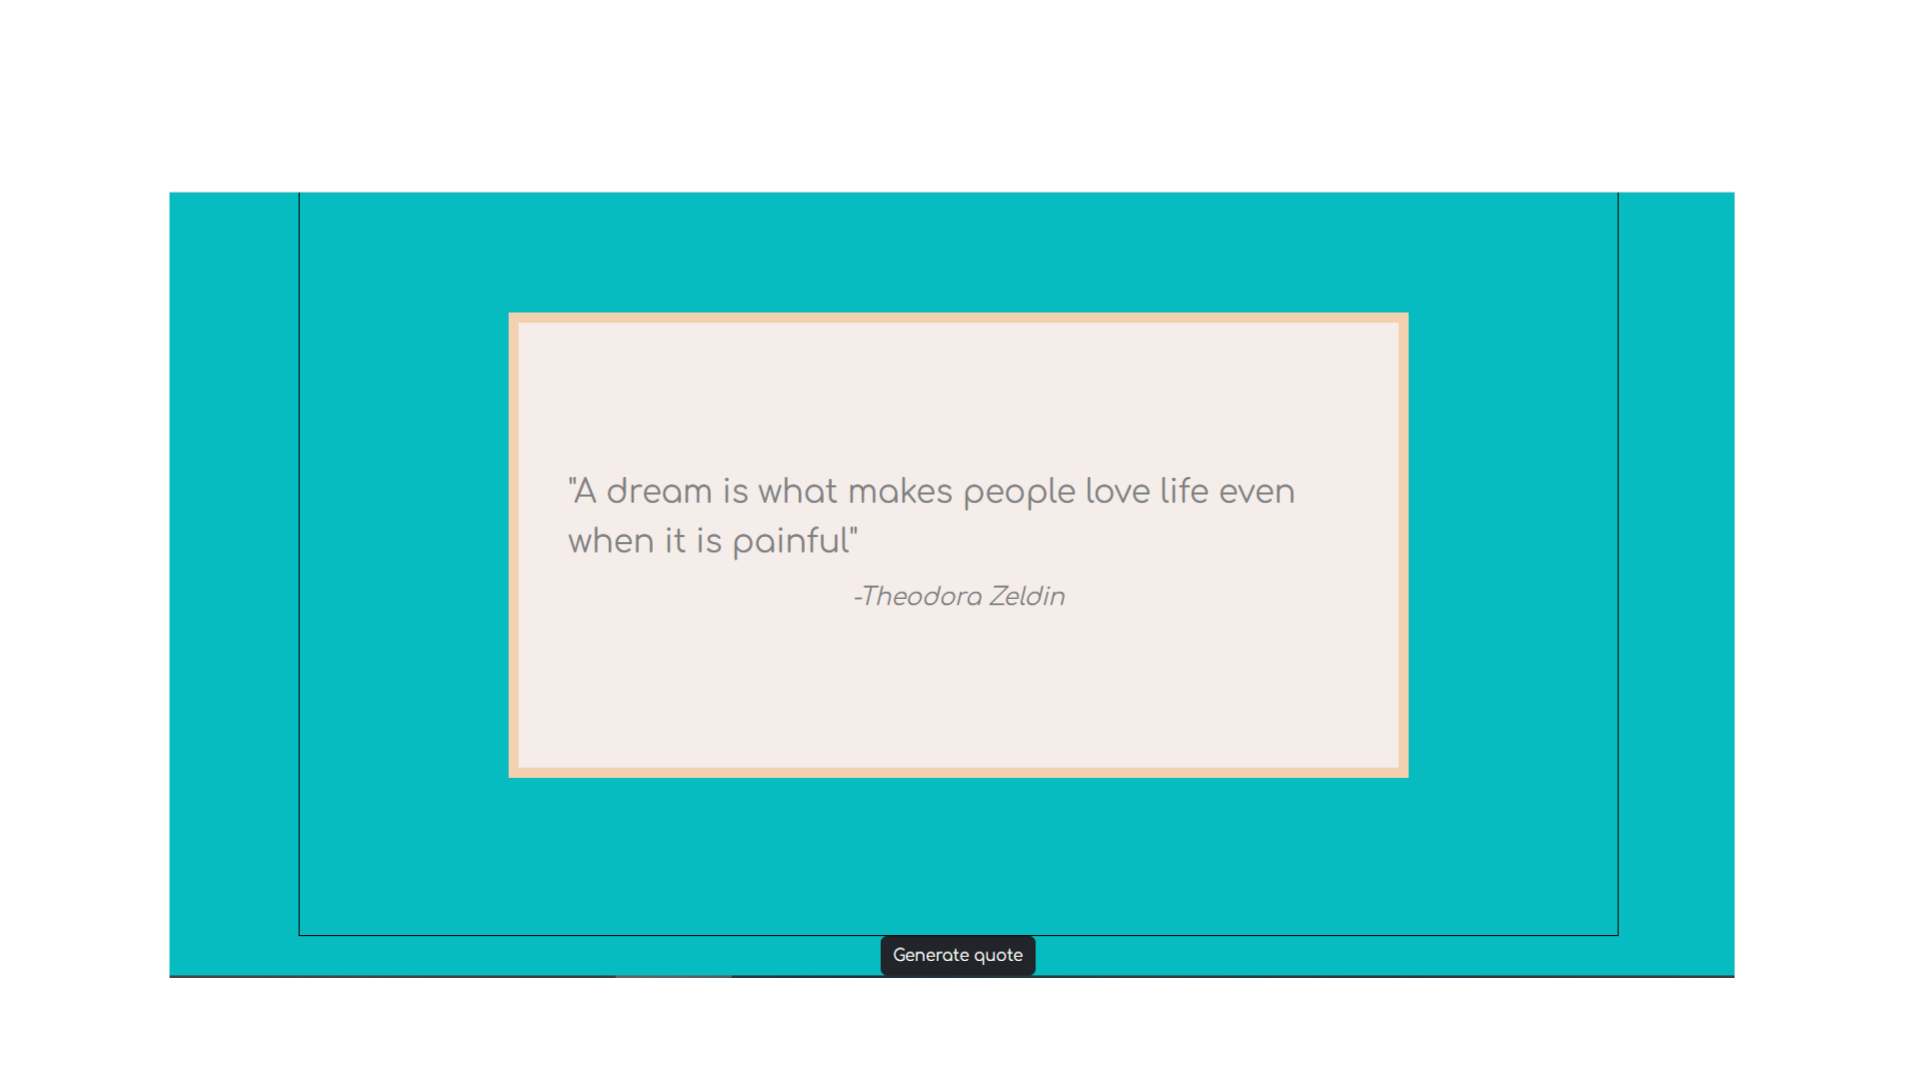 "A dream is what makes people love life even
when it is painful"
-Theodora Zeldin
Generate quote